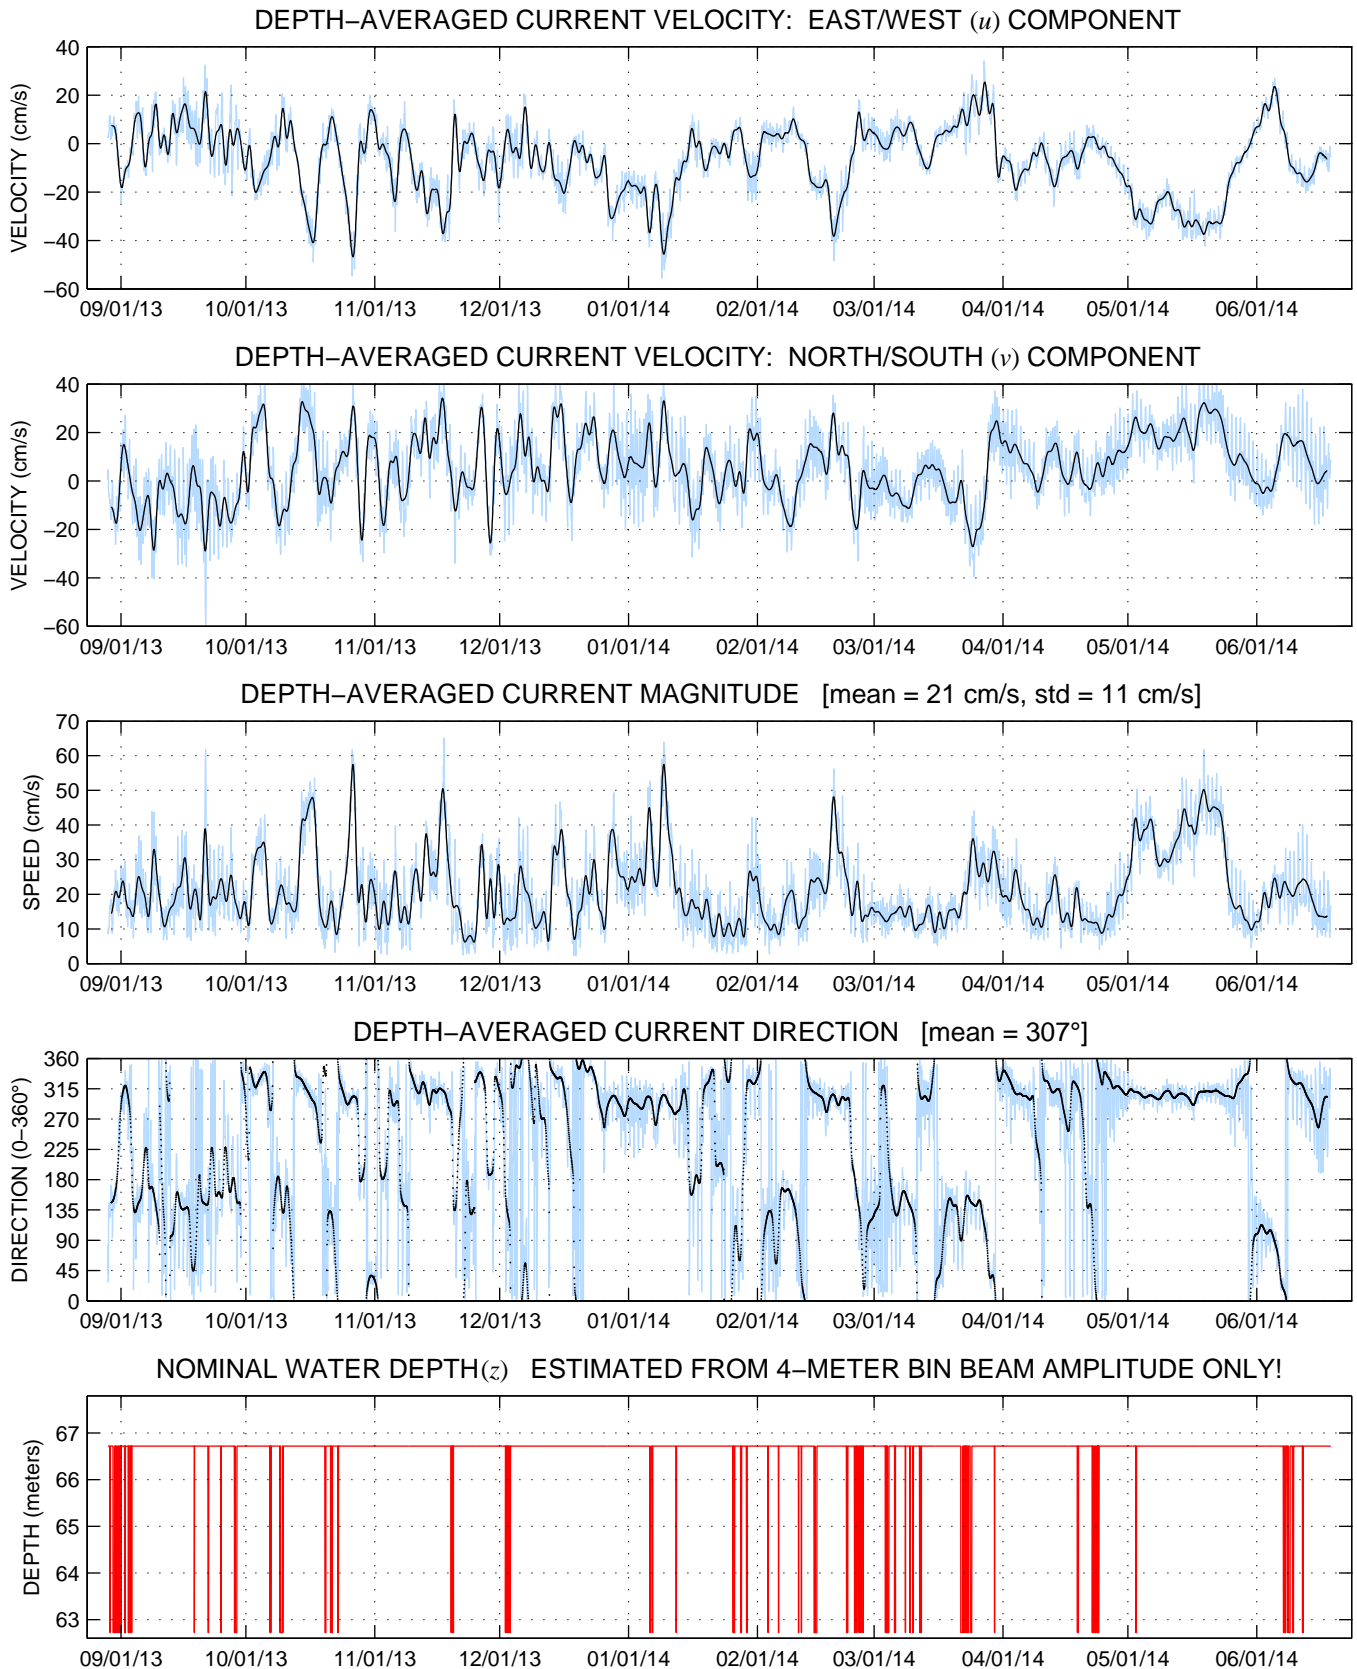 DEPTH−AVERAGED CURRENT VELOCITY:  EAST/WEST (u) COMPONENT
VELOCITY (cm/s)
40
20
0
−20
−40
−60
09/01/13 10/01/13 11/01/13 12/01/13 01/01/14 02/01/14 03/01/14 04/01/14 05/01/14 06/01/14
DEPTH−AVERAGED CURRENT VELOCITY:  NORTH/SOUTH (v) COMPONENT
VELOCITY (cm/s)
40
20
0
−20
−40
−60
09/01/13 10/01/13 11/01/13 12/01/13 01/01/14 02/01/14 03/01/14 04/01/14 05/01/14 06/01/14
DEPTH−AVERAGED CURRENT MAGNITUDE   [mean = 21 cm/s, std = 11 cm/s]
SPEED (cm/s)
70
60
50
40
30
20
10
0
09/01/13 10/01/13 11/01/13 12/01/13 01/01/14 02/01/14 03/01/14 04/01/14 05/01/14 06/01/14
DEPTH−AVERAGED CURRENT DIRECTION   [mean = 307°]
DIRECTION (0−360°)
360
315
270
225
180
135
90
45
0
09/01/13 10/01/13 11/01/13 12/01/13 01/01/14 02/01/14 03/01/14 04/01/14 05/01/14 06/01/14
NOMINAL WATER DEPTH(z)   ESTIMATED FROM 4−METER BIN BEAM AMPLITUDE ONLY!
DEPTH (meters)
67
66
65
64
63
09/01/13 10/01/13 11/01/13 12/01/13 01/01/14 02/01/14 03/01/14 04/01/14 05/01/14 06/01/14